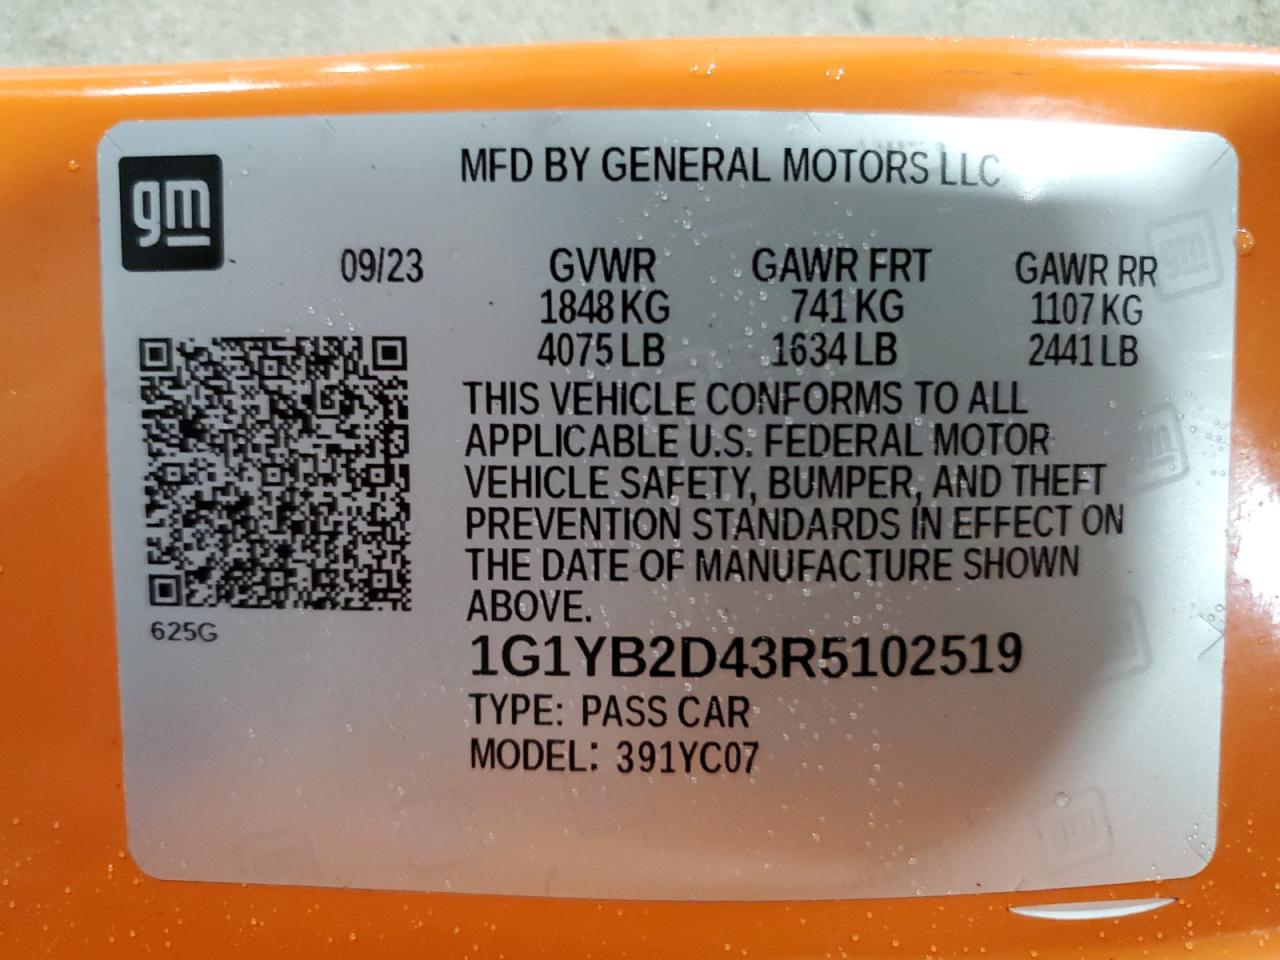 gm
MFD BY GENERAL MOTORS LLC
09/23
GVWR GAWR FRT GAWR RR
1848 KG 741 KG 1107 KG
4075 LB 1634 LB 2441 LB
THIS VEHICLE CONFORMS TO ALL
APPLICABLE U.S. FEDERAL MOTOR
VEHICLE SAFETY, BUMPER, AND THEFT
PREVENTION STANDARDS IN EFFECT ON
THE DATE OF MANUFACTURE SHOWN
ABOVE.
625G
1G1YB2D43R5102519
TYPE: PASS CAR
MODEL: 391YC07